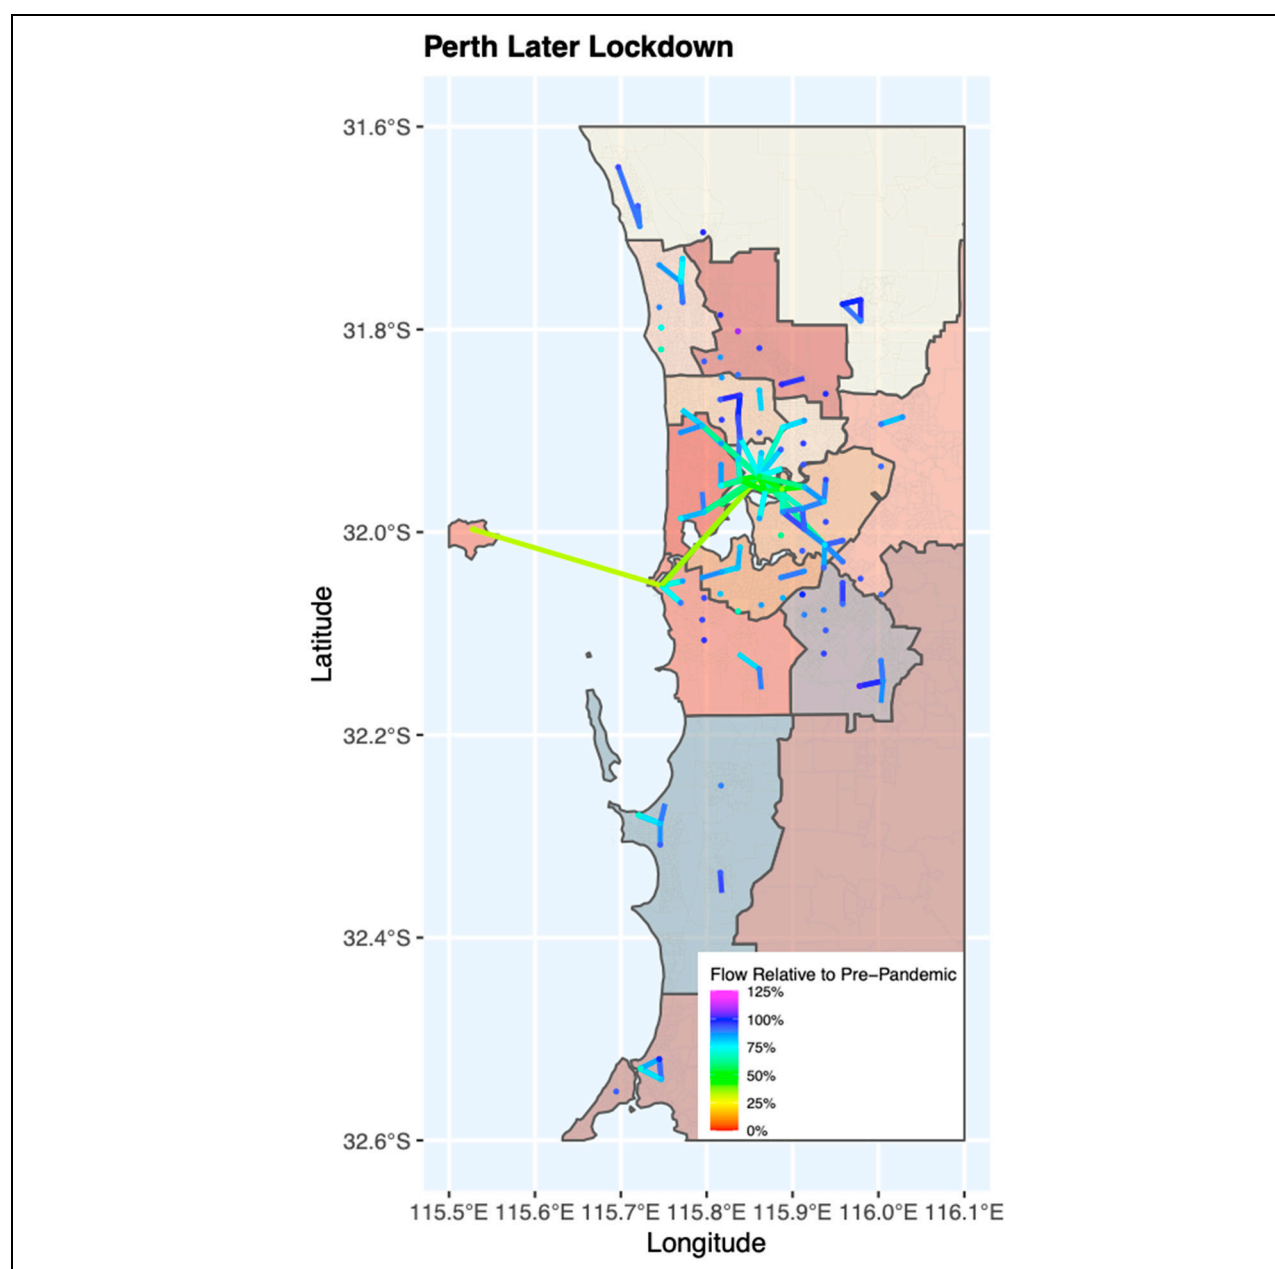 Perth Later Lockdown
31.6°S
31.8°S
32.0°S
32.2°S
32.4°S
32.6°S
Latitude
Flow Relative to Pre−Pandemic
125%
100%
75%
50%
25%
0%
115.5°E 115.6°E 115.7°E 115.8°E 115.9°E 116.0°E 116.1°E
Longitude